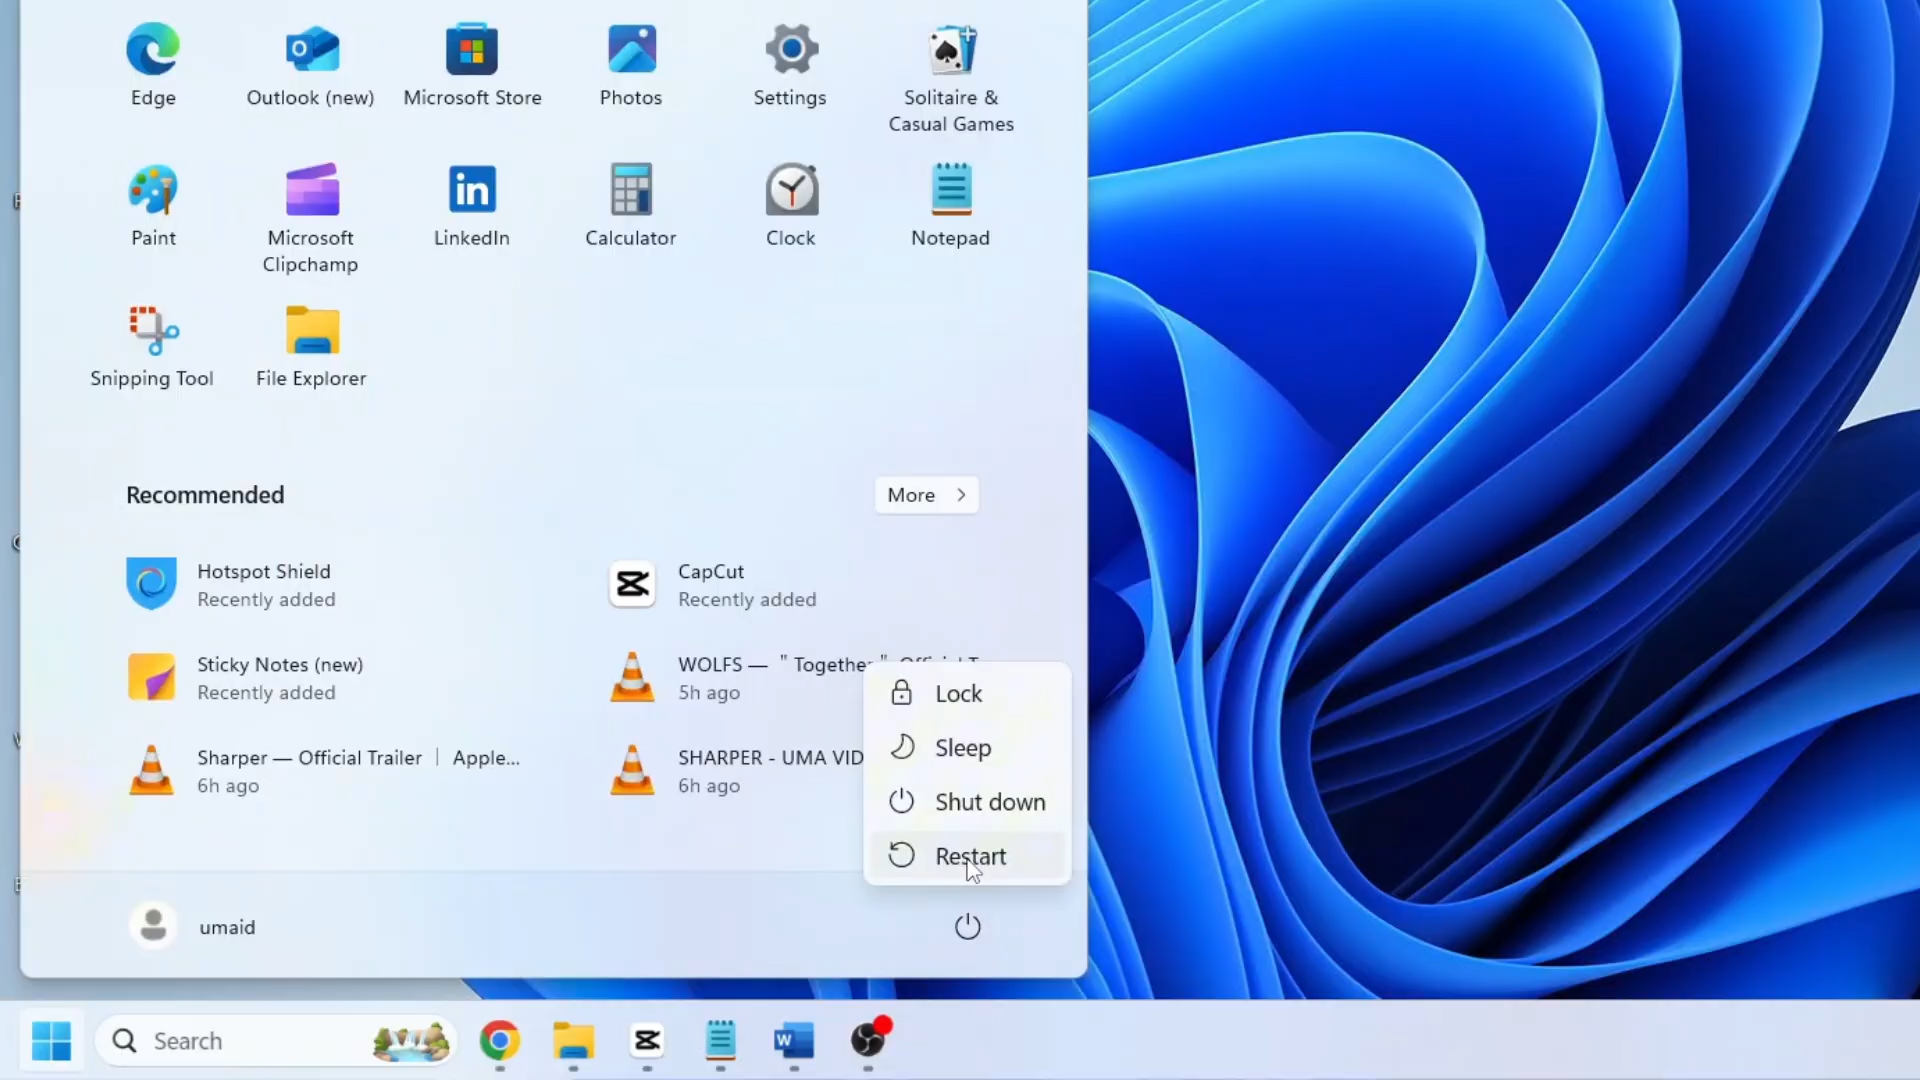 Edge
Outlook (new)
Microsoft Store
Photos
Settings
Solitaire &
Casual Games
Paint
Microsoft
Clipchamp
LinkedIn
Calculator
Clock
Notepad
Snipping Tool
File Explorer
Recommended
More
Hotspot Shield
Recently added
CapCut
Recently added
Sticky Notes (new)
Recently added
WOLFS — "Together"
5h ago
Sharper — Official Trailer | Apple...
6h ago
SHARPER - UMA VID
6h ago
Lock
Sleep
Shut down
Restart
umaid
Search